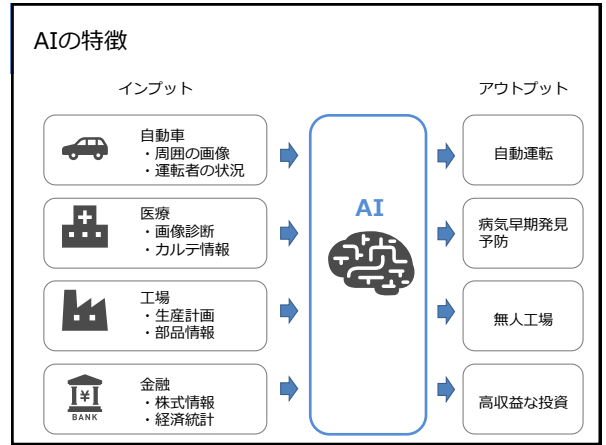 AIの特徴
インプット
アウトプット
自動車
・周囲の画像
・運転者の状況
自動運転
AI
医療
・画像診断
・カルテ情報
病気早期発見
予防
工場
・生産計画
・部品情報
無人工場
¥
BANK
金融
・株式情報
・経済統計
高収益な投資